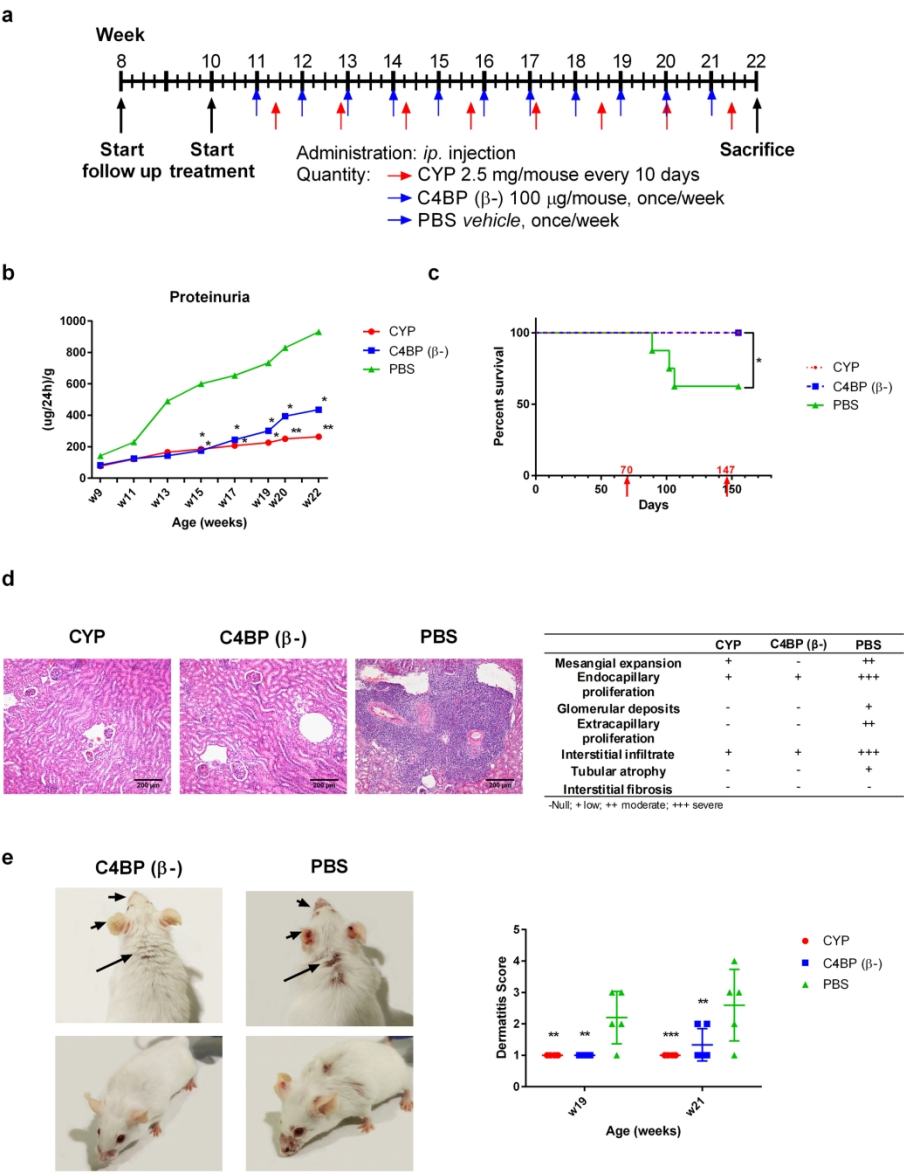 a
Week
8 10 11 12 13 14 15 16 17 18 19 20 21 22
Start follow up
Start treatment
Sacrifice
Administration: ip. injection
Quantity: CYP 2.5 mg/mouse every 10 days
C4BP (β-) 100 μg/mouse, once/week
PBS vehicle, once/week
b
Proteinuria
(ug/24h)/g
1000
800
600
400
200
0
* * * * * * * ** * **
w9 w11 w13 w15 w17 w19 w20 w22
Age (weeks)
CYP
C4BP (β-)
PBS
c
Percent survival
100
50
0
70 147
0 50 100 150
Days
*
CYP
C4BP (β-)
PBS
d
CYP C4BP (β-) PBS
200 μm 200 μm 200 μm
CYP C4BP (β-) PBS
Mesangial expansion + - ++
Endocapillary proliferation + + +++
Glomerular deposits - - +
Extracapillary proliferation - - ++
Interstitial infiltrate + + +++
Tubular atrophy - - +
Interstitial fibrosis - - -
-Null; + low; ++ moderate; +++ severe
e
C4BP (β-) PBS
Dermatitis Score
5
4
3
2
1
0
** ** *** **
w19 w21
Age (weeks)
CYP
C4BP (β-)
PBS